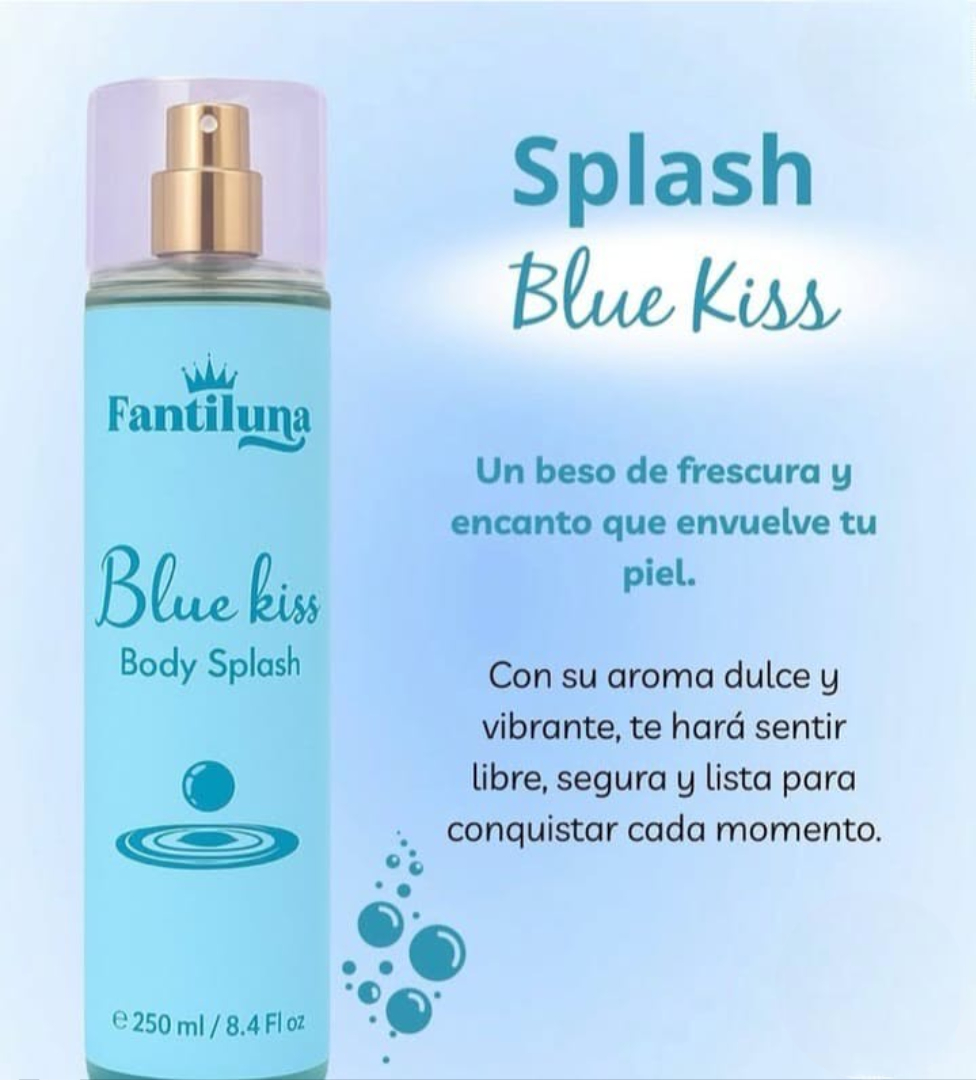 Splash
Blue Kiss
Un beso de frescura y
encanto que envuelve tu
piel.
Con su aroma dulce y
vibrante, te hará sentir
libre, segura y lista para
conquistar cada momento.
Fantiluna
Blue kiss
Body Splash
℮ 250 ml / 8.4 Fl oz